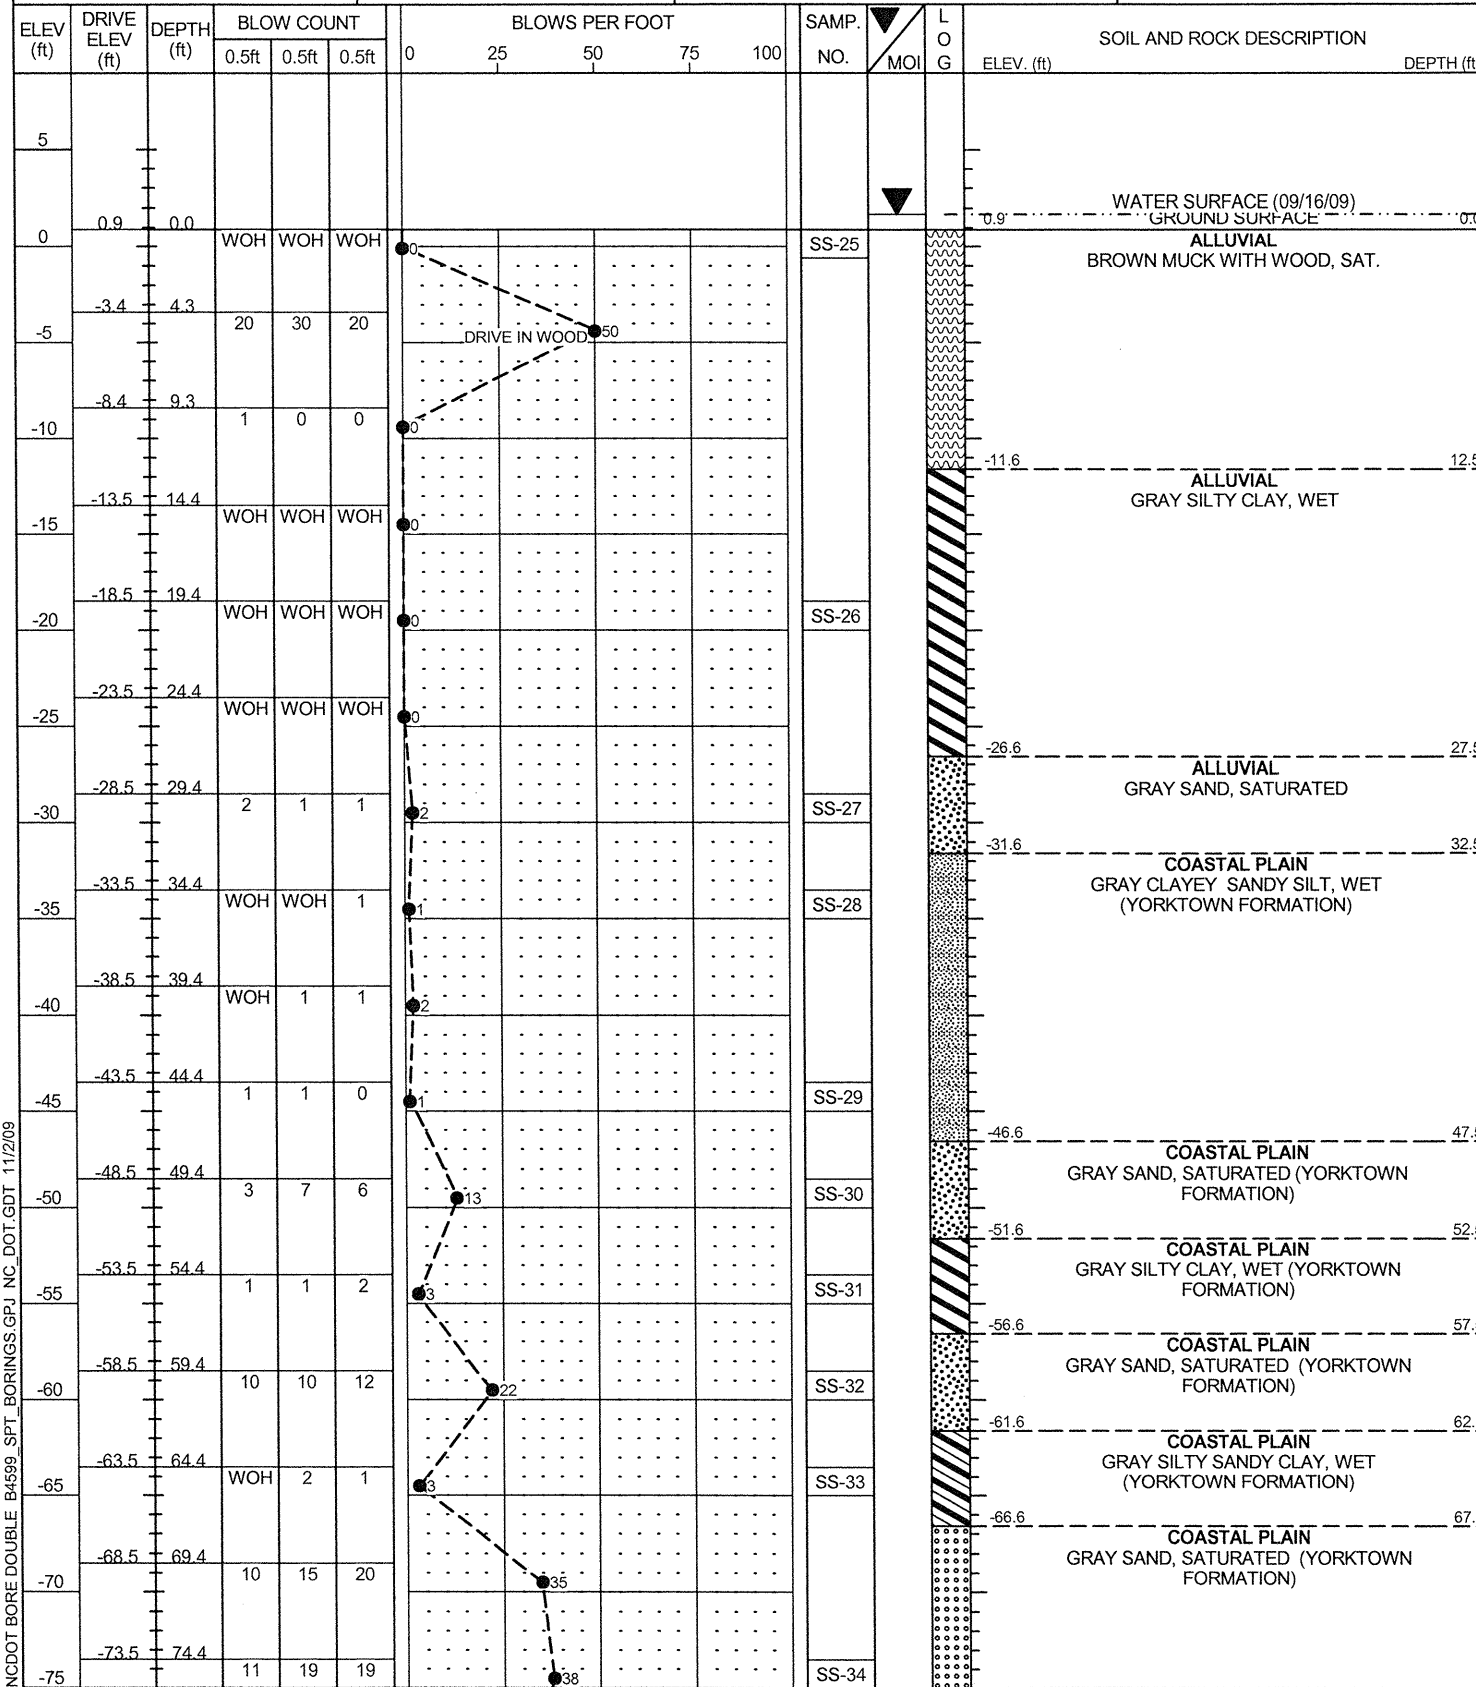 ELEV (ft) DRIVE ELEV (ft) DEPTH (ft) BLOW COUNT BLOWS PER FOOT SAMP. NO. MOI L O G SOIL AND ROCK DESCRIPTION
0.5ft 0.5ft 0.5ft 0 25 50 75 100 ELEV. (ft) DEPTH (ft
5
WATER SURFACE (09/16/09)
0.9 0.0 0.9 GROUND SURFACE 0.0
0 WOH WOH WOH 0 SS-25 ALLUVIAL
BROWN MUCK WITH WOOD, SAT.
-3.4 4.3
-5 20 30 20 DRIVE IN WOOD 50
-8.4 9.3
-10 1 0 0 0
-11.6 12.5
ALLUVIAL
GRAY SILTY CLAY, WET
-13.5 14.4
-15 WOH WOH WOH 0
-18.5 19.4
-20 WOH WOH WOH 0 SS-26
-23.5 24.4
-25 WOH WOH WOH 0
-26.6 27.5
ALLUVIAL
GRAY SAND, SATURATED
-28.5 29.4
-30 2 1 1 2 SS-27
-31.6 32.5
COASTAL PLAIN
GRAY CLAYEY SANDY SILT, WET
(YORKTOWN FORMATION)
-33.5 34.4
-35 WOH WOH 1 1 SS-28
-38.5 39.4
-40 WOH 1 1 2
-43.5 44.4
-45 1 1 0 1 SS-29
-46.6 47.5
COASTAL PLAIN
GRAY SAND, SATURATED (YORKTOWN
FORMATION)
-48.5 49.4
-50 3 7 6 13 SS-30
-51.6 52.
COASTAL PLAIN
GRAY SILTY CLAY, WET (YORKTOWN
FORMATION)
-53.5 54.4
-55 1 1 2 3 SS-31
-56.6 57.
COASTAL PLAIN
GRAY SAND, SATURATED (YORKTOWN
FORMATION)
-58.5 59.4
-60 10 10 12 22 SS-32
-61.6 62.
COASTAL PLAIN
GRAY SILTY SANDY CLAY, WET
(YORKTOWN FORMATION)
-63.5 64.4
-65 WOH 2 1 3 SS-33
-66.6 67.
COASTAL PLAIN
GRAY SAND, SATURATED (YORKTOWN
FORMATION)
-68.5 69.4
-70 10 15 20 35
-73.5 74.4
-75 11 19 19 38 SS-34
NCDOT BORE DOUBLE B4599_SPT_BORINGS.GPJ NC_DOT.GDT 11/2/09